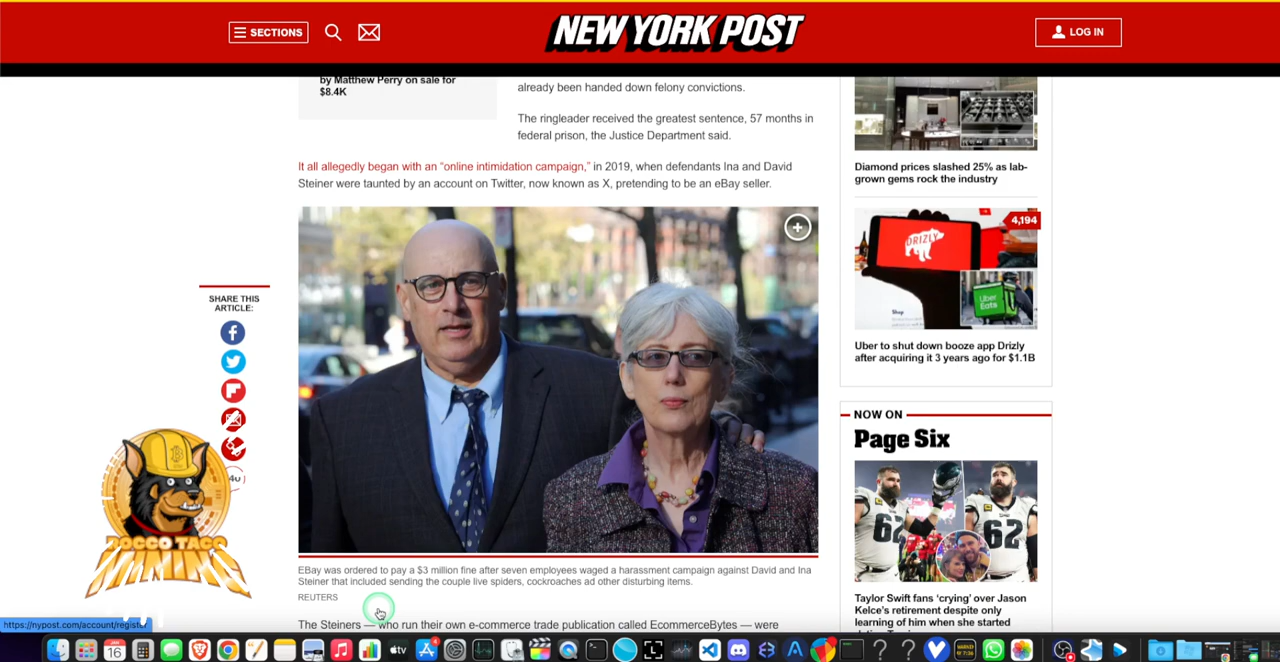 SECTIONS
NEW YORK POST
LOG IN
by Matthew Perry on sale for
$8.4K
already been handed down felony convictions.
The ringleader received the greatest sentence, 57 months in
federal prison, the Justice Department said.
It all allegedly began with an “online intimidation campaign,” in 2019, when defendants Ina and David
Steiner were taunted by an account on Twitter, now known as X, pretending to be an eBay seller.
SHARE THIS
ARTICLE:
EBay was ordered to pay a $3 million fine after seven employees waged a harassment campaign against David and Ina
Steiner that included sending the couple live spiders, cockroaches ad other disturbing items.
REUTERS
The Steiners — who run their own e-commerce trade publication called EcommerceBytes — were
Diamond prices slashed 25% as lab-
grown gems rock the industry
4,194
DRIZLY
Shop
Uber
Eats
Uber to shut down booze app Drizly
after acquiring it 3 years ago for $1.1B
NOW ON
Page Six
62
62
Taylor Swift fans ‘crying’ over Jason
Kelce’s retirement despite only
learning of him when she started
ROCCO TACO
MINING
https://nypost.com/account/register
JAN
16
tv